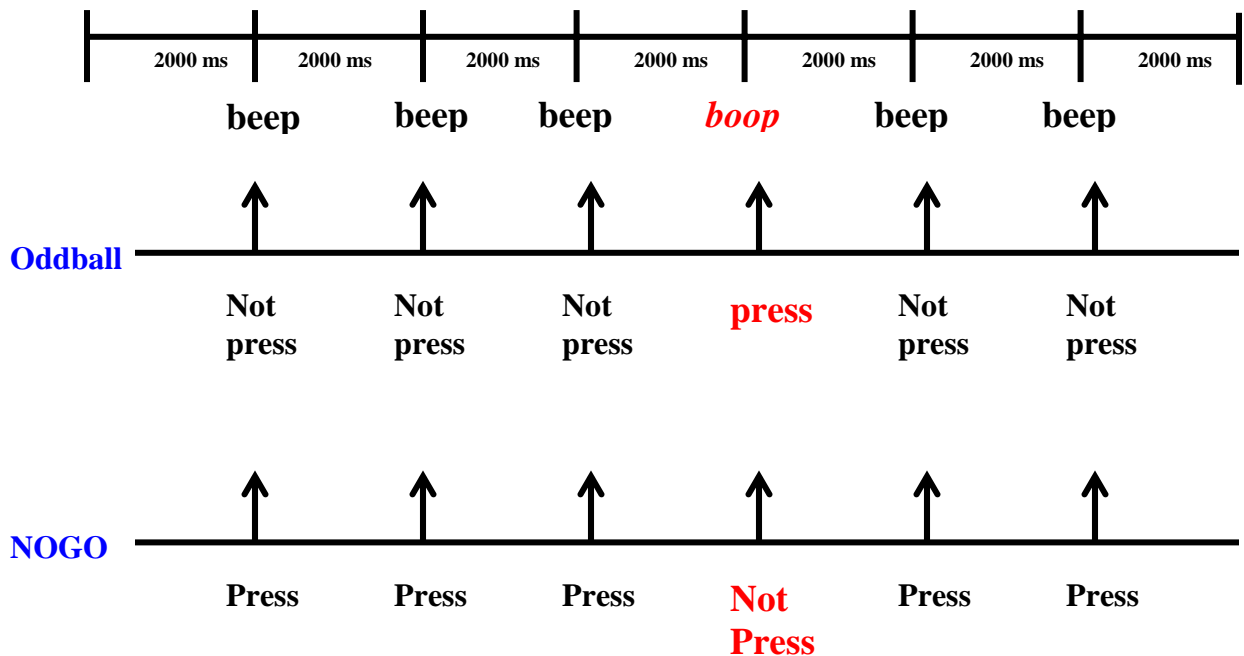 2000 ms 2000 ms 2000 ms 2000 ms 2000 ms 2000 ms 2000 ms
beep beep beep boop beep beep
Oddball
Not press Not press Not press press Not press Not press
NOGO
Press Press Press Not Press Press Press